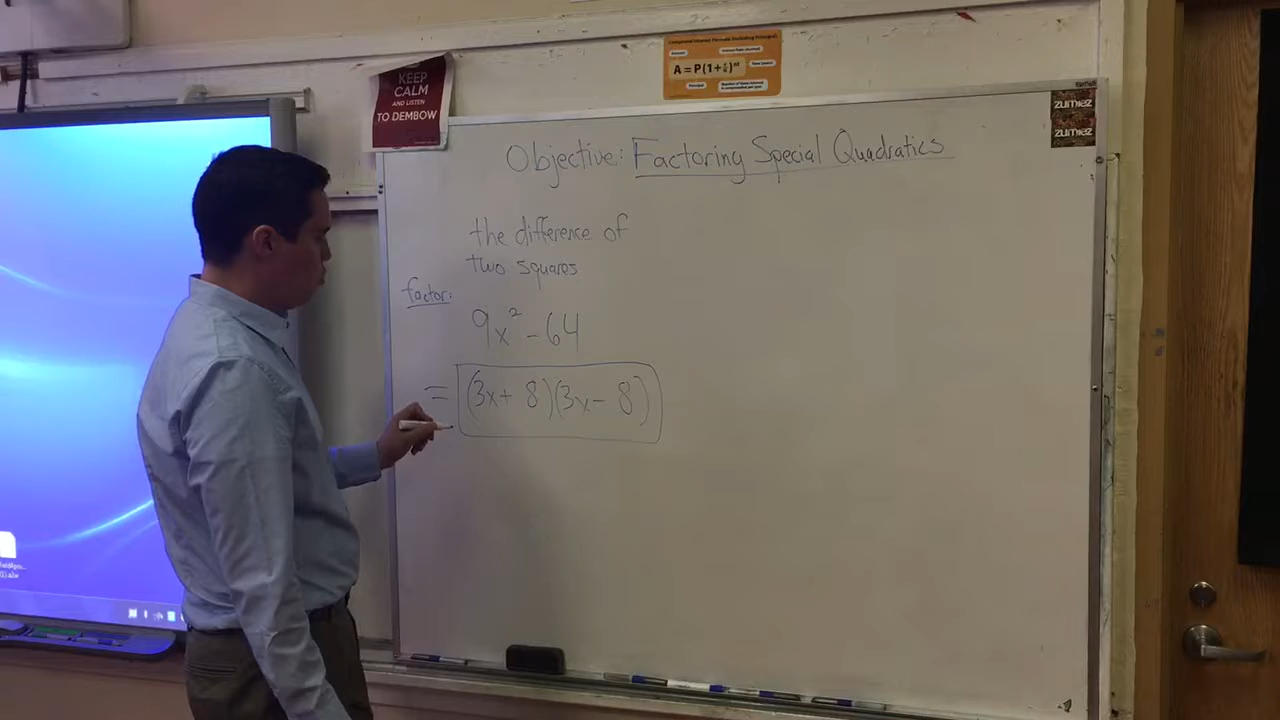 KEEP
CALM
AND LISTEN
TO DEMBOW
A = P(1+r/n)^nt
Principal
ZUMIEZ
ZUMIEZ
Objective: Factoring Special Quadratics
the difference of
two squares
factor:
9x² - 64
= (3x + 8)(3x - 8)